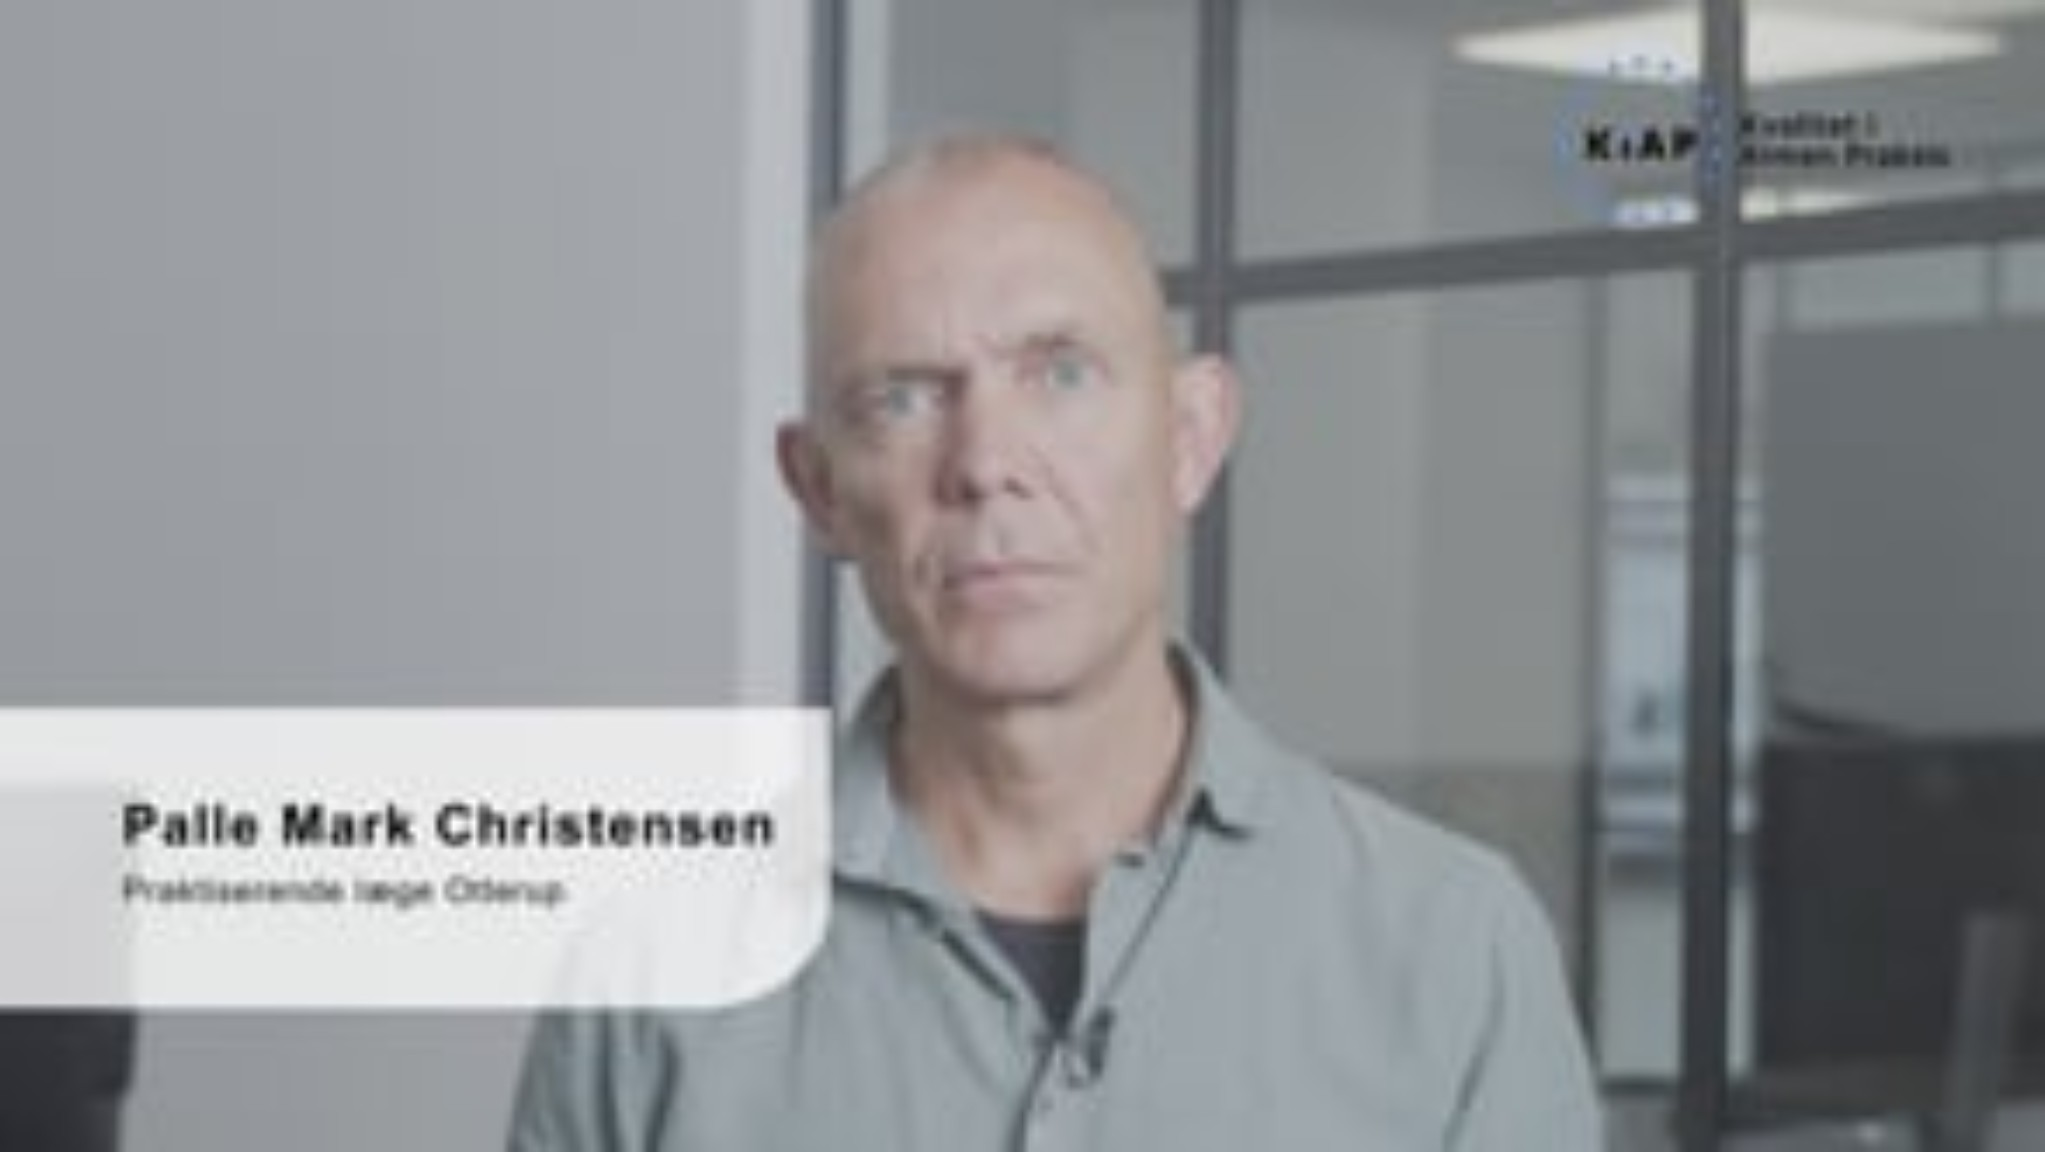 KiAP
Kvalitet i
Almen Praksis
Palle Mark Christensen
Praktiserende læge Otterup